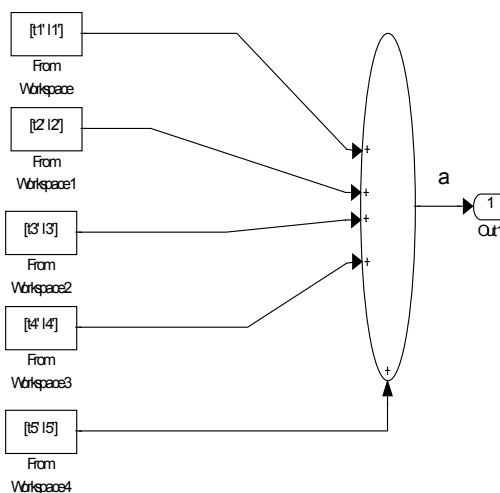 [t1' I1']
From
Workspace
[t2' I2']
From
Workspace1
[t3' I3']
From
Workspace2
[t4' I4']
From
Workspace3
[t5' I5']
From
Workspace4
+
+
+
+
+
a
1
Out1